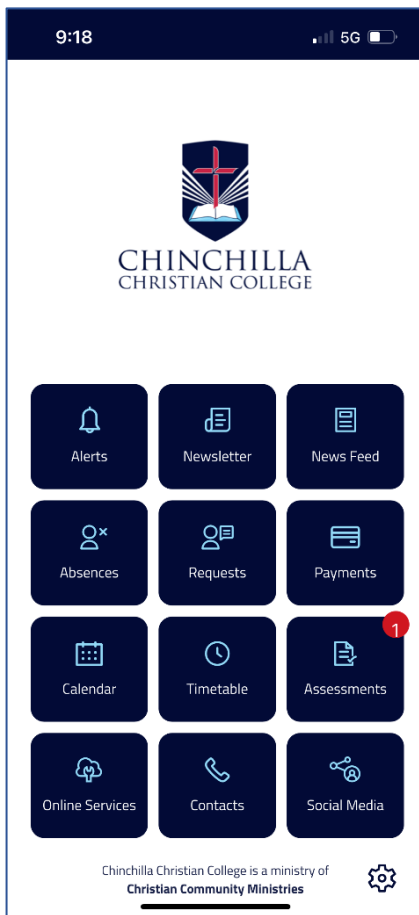 9:18 5G
CHINCHILLA
CHRISTIAN COLLEGE
Alerts Newsletter News Feed
Absences Requests Payments
1
Calendar Timetable Assessments
Online Services Contacts Social Media
Chinchilla Christian College is a ministry of
Christian Community Ministries